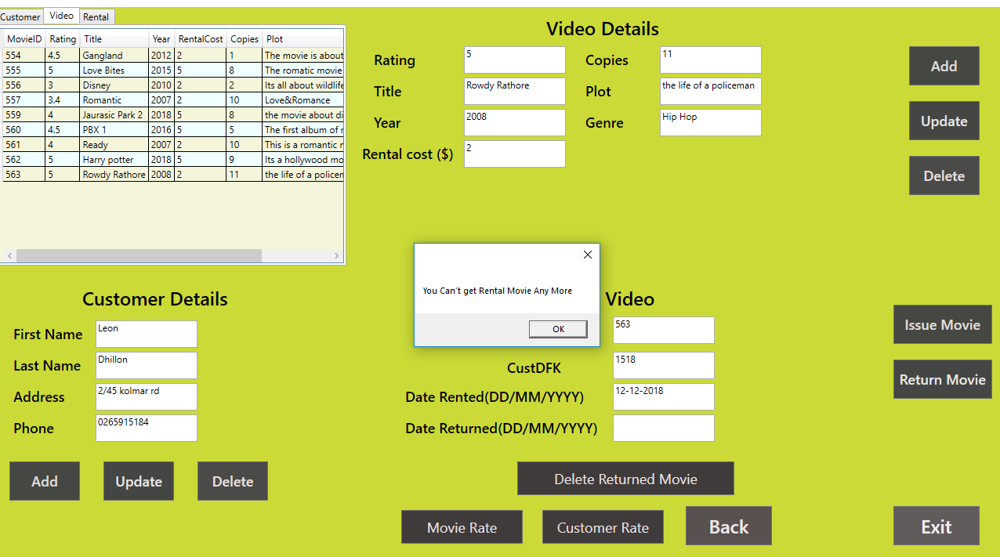 Customer Video Rental
MovieID Rating Title Year RentalCost Copies Plot
554 4.5 Gangland 2012 2 1 The movie is about
555 5 Love Bites 2015 5 8 The romatic movie
556 3 Disney 2010 2 2 Its all about wildlife
557 3.4 Romantic 2007 2 10 Love&Romance
559 4 Jaurasic Park 2 2018 5 8 the movie about di
560 4.5 PBX 1 2016 5 5 The first album of
561 4 Ready 2007 2 10 This is a romantic
562 5 Harry potter 2018 5 9 Its a hollywood mo
563 5 Rowdy Rathore 2008 2 11 the life of a policem
Video Details
Rating 5 Copies 11
Title Rowdy Rathore Plot the life of a policeman
Year 2008 Genre Hip Hop
Rental cost ($) 2
Add
Update
Delete
You Can't get Rental Movie Any More
OK
Customer Details
First Name Leon
Last Name Dhillon
Address 2/45 kolmar rd
Phone 0265915184
Add Update Delete
Video
563
CustDFK 1518
Date Rented(DD/MM/YYYY) 12-12-2018
Date Returned(DD/MM/YYYY)
Issue Movie
Return Movie
Delete Returned Movie
Movie Rate Customer Rate Back Exit